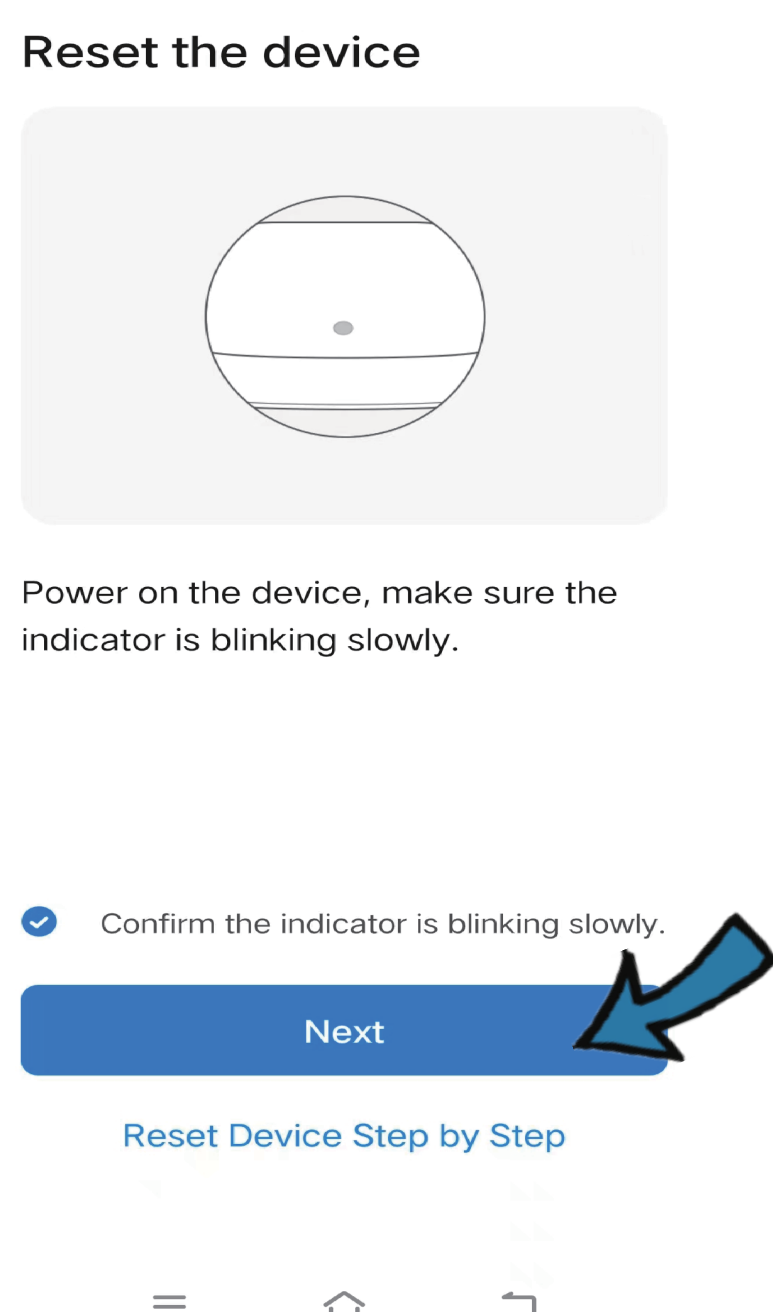 Reset the device
Power on the device, make sure the
indicator is blinking slowly.
Confirm the indicator is blinking slowly.
Next
Reset Device Step by Step